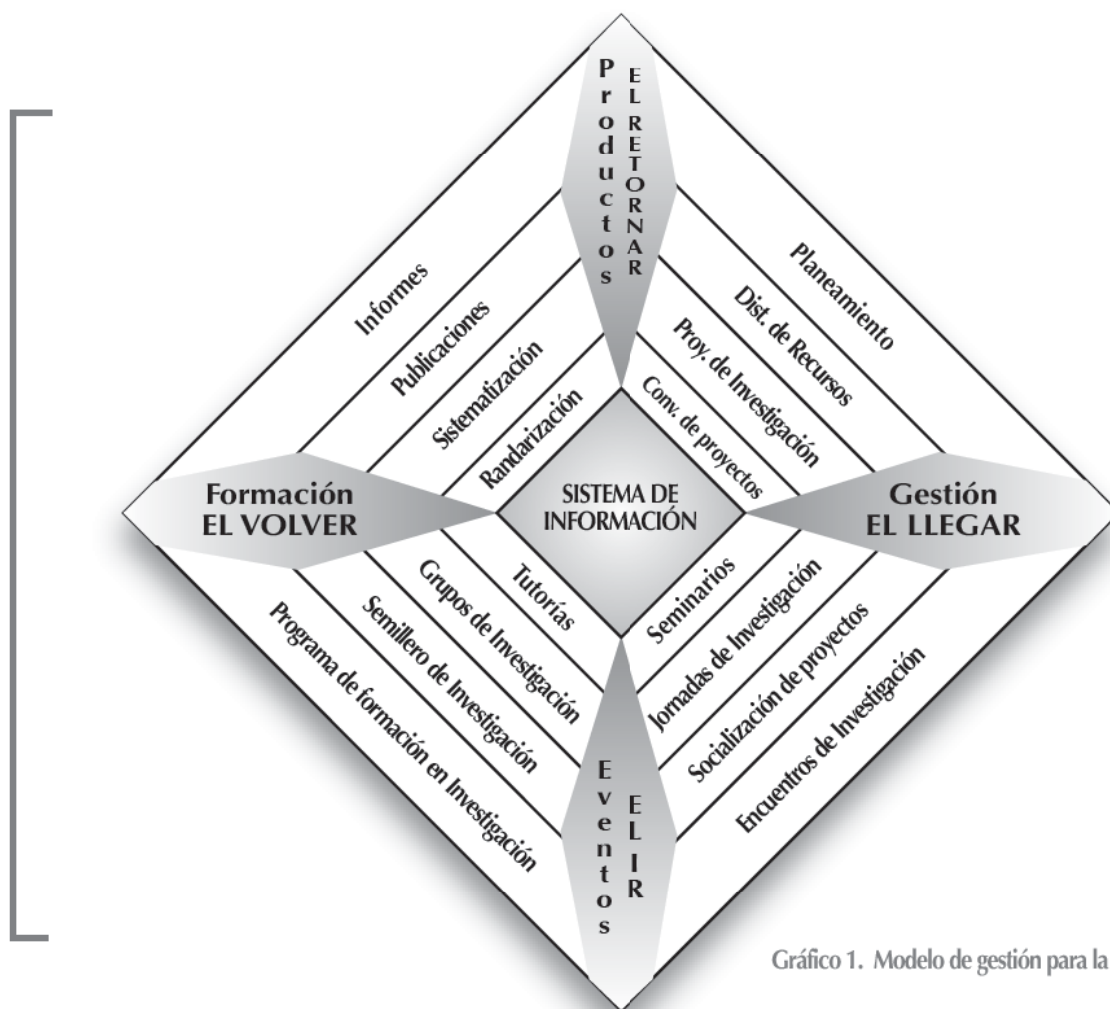 Productos
EL RETORNAR
Informes
Publicaciones
Sistematización
Randarización
Planeamiento
Dist. de Recursos
Proy. de Investigación
Conv. de proyectos
Formación
EL VOLVER
SISTEMA DE
INFORMACIÓN
Gestión
EL LLEGAR
Tutorías
Grupos de Investigación
Semillero de Investigación
Programa de formación en Investigación
Seminarios
Jornadas de Investigación
Socialización de proyectos
Encuentros de Investigación
Eventos
EL IR
Gráfico 1. Modelo de gestión para la